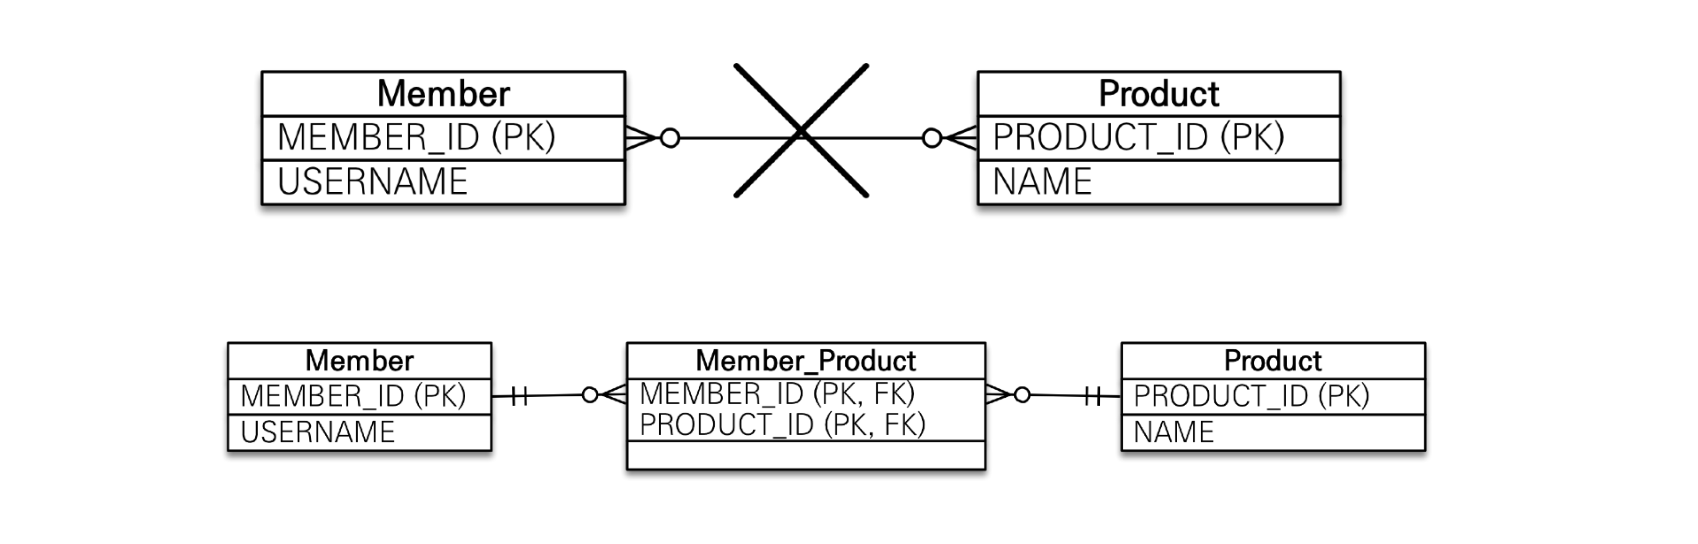 Member
MEMBER_ID (PK)
USERNAME
Product
PRODUCT_ID (PK)
NAME
Member
MEMBER_ID (PK)
USERNAME
Member_Product
MEMBER_ID (PK, FK)
PRODUCT_ID (PK, FK)
Product
PRODUCT_ID (PK)
NAME